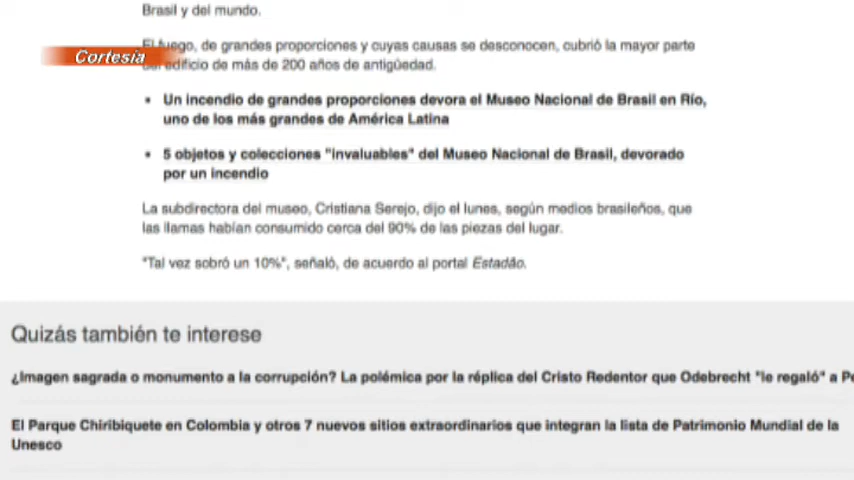 Brasil y del mundo.
El fuego, de grandes proporciones y cuyas causas se desconocen, cubrió la mayor parte
Cortesía
edificio de más de 200 años de antigüedad.
• Un incendio de grandes proporciones devora el Museo Nacional de Brasil en Río,
uno de los más grandes de América Latina
• 5 objetos y colecciones "invaluables" del Museo Nacional de Brasil, devorado
por un incendio
La subdirectora del museo, Cristiana Serejo, dijo el lunes, según medios brasileños, que
las llamas habían consumido cerca del 90% de las piezas del lugar.
"Tal vez sobró un 10%", señaló, de acuerdo al portal Estadão.
Quizás también te interese
¿Imagen sagrada o monumento a la corrupción? La polémica por la réplica del Cristo Redentor que Odebrecht "le regaló" a Pe
El Parque Chiribiquete en Colombia y otros 7 nuevos sitios extraordinarios que integran la lista de Patrimonio Mundial de la
Unesco